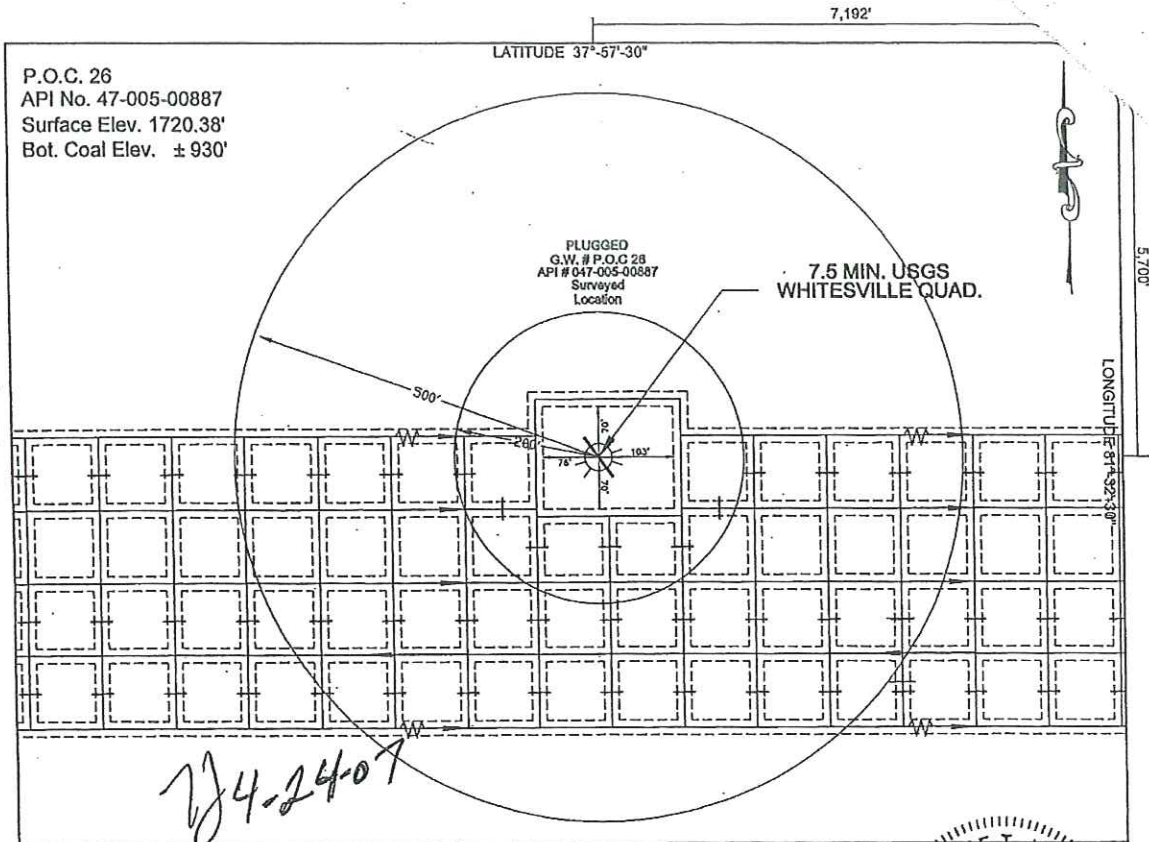 7,192'
LATITUDE 37°-57'-30"
P.O.C. 26
API No. 47-005-00887
Surface Elev. 1720.38'
Bot. Coal Elev. ± 930'
5,700'
PLUGGED
G.W. # P.O.C 26
API # 047-005-00887
Surveyed
Location
7.5 MIN. USGS
WHITESVILLE QUAD.
LONGITUDE 81°-32'-30"
500'
200'
70'
76'
103'
70'
W
W
W
W
4-24-07